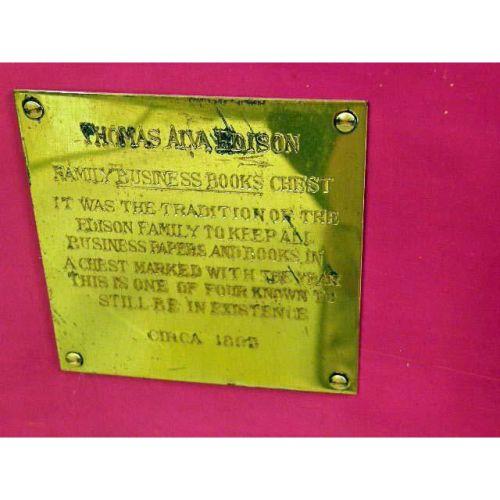 THOMAS ALVA EDISON
FAMILY BUSINESS BOOKS CHEST
IT WAS THE TRADITION OF THE
EDISON FAMILY TO KEEP ALL
BUSINESS PAPERS AND BOOKS IN
A CHEST MARKED WITH THE YEAR
THIS IS ONE OF FOUR KNOWN TO
STILL BE IN EXISTENCE
CIRCA